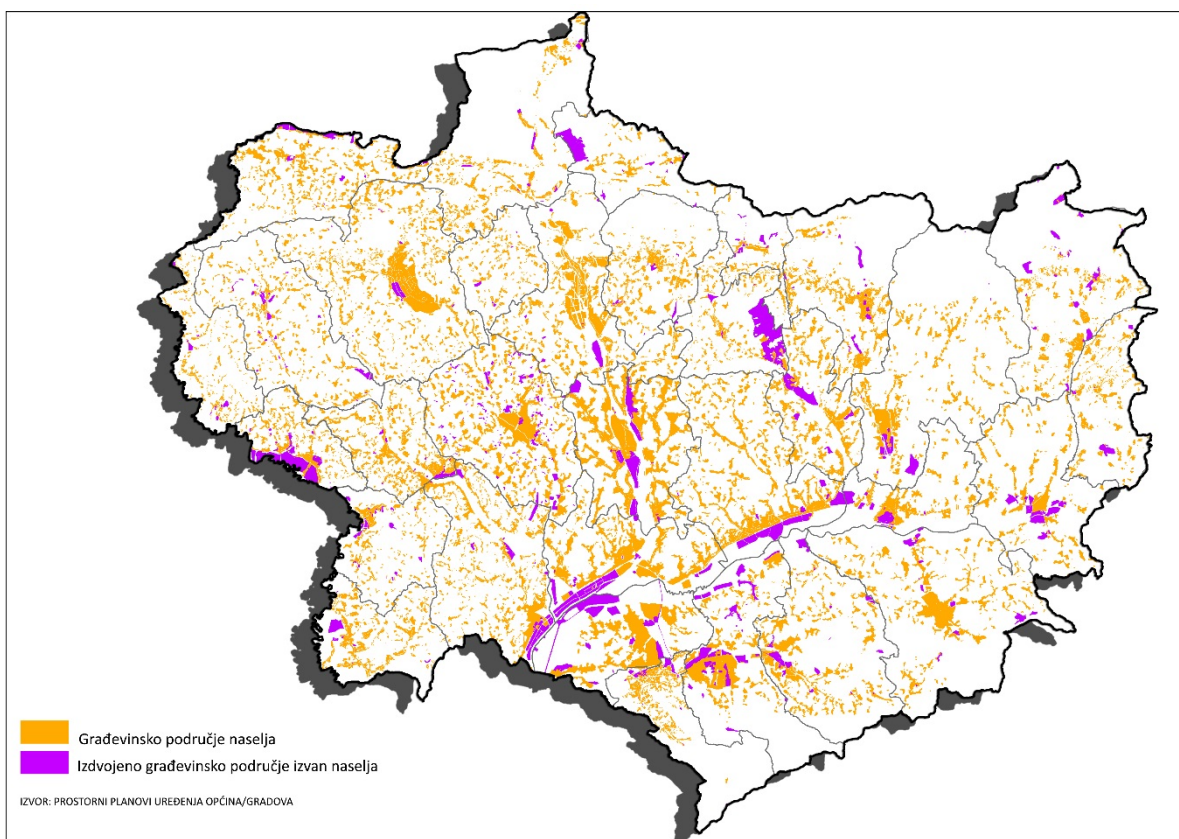 Građevinsko područje naselja
Izdvojeno građevinsko područje izvan naselja
IZVOR: PROSTORNI PLANOVI UREĐENJA OPĆINA/GRADOVA